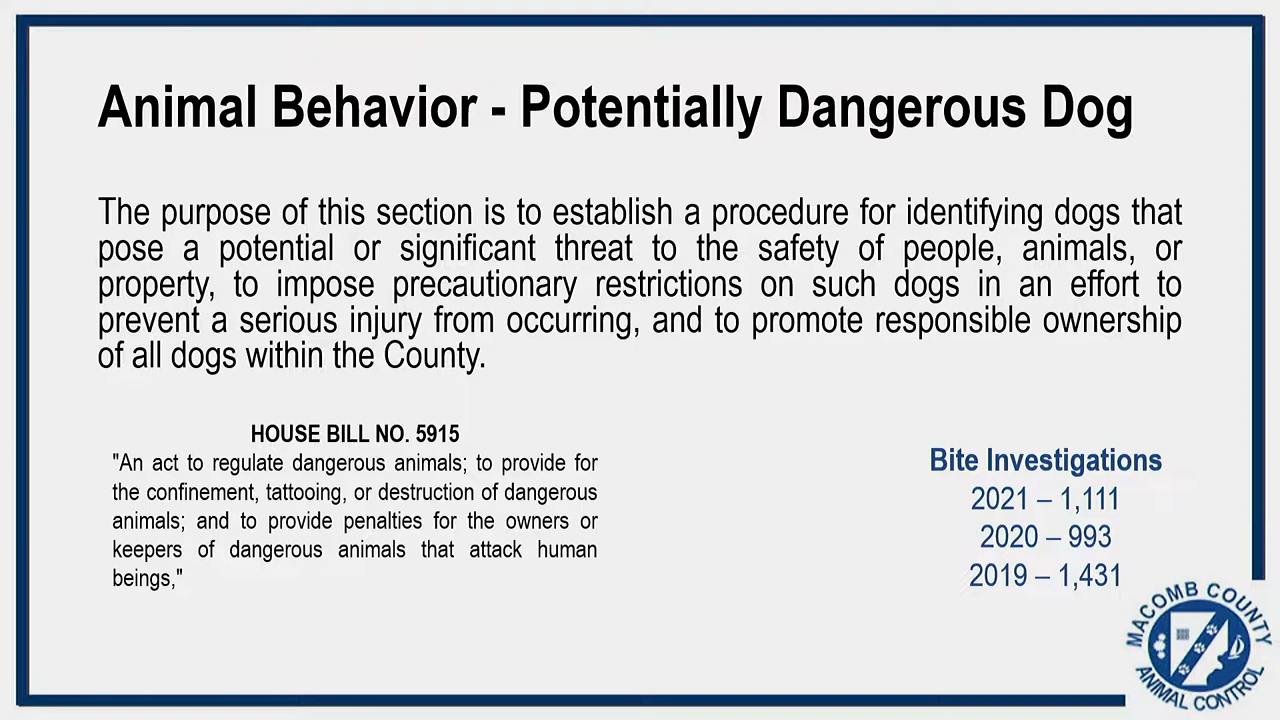 Animal Behavior - Potentially Dangerous Dog
The purpose of this section is to establish a procedure for identifying dogs that
pose a potential or significant threat to the safety of people, animals, or
property, to impose precautionary restrictions on such dogs in an effort to
prevent a serious injury from occurring, and to promote responsible ownership
of all dogs within the County.
HOUSE BILL NO. 5915
"An act to regulate dangerous animals; to provide for
the confinement, tattooing, or destruction of dangerous
animals; and to provide penalties for the owners or
keepers of dangerous animals that attack human
beings,"
Bite Investigations
2021 – 1,111
2020 – 993
2019 – 1,431
MACOMB COUNTY
ANIMAL CONTROL